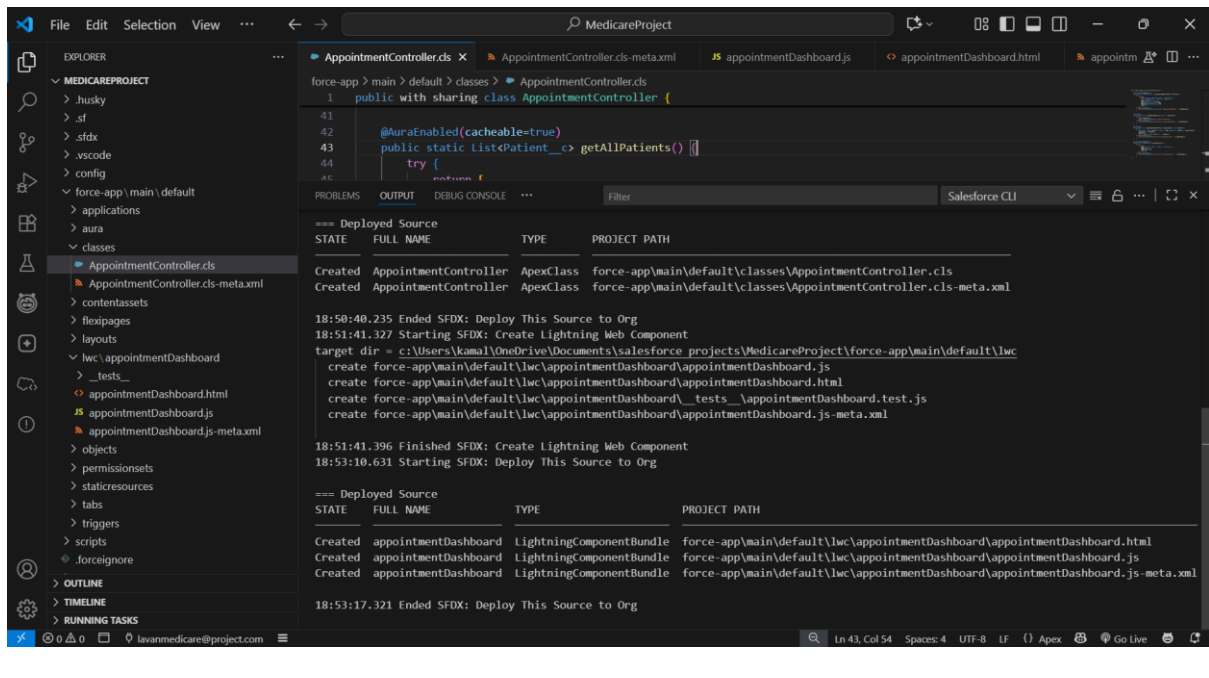 File Edit Selection View ··· MedicareProject
EXPLORER ···
MEDICAREPROJECT
.husky
.sf
.sfdx
.vscode
config
force-app\main\default
applications
aura
classes
AppointmentController.cls
AppointmentController.cls-meta.xml
contentassets
flexipages
layouts
lwc\appointmentDashboard
__tests__
appointmentDashboard.html
JS appointmentDashboard.js
appointmentDashboard.js-meta.xml
objects
permissionsets
staticresources
tabs
triggers
scripts
.forceignore
OUTLINE
TIMELINE
RUNNING TASKS
AppointmentController.cls AppointmentController.cls-meta.xml JS appointmentDashboard.js appointmentDashboard.html appointm ···
force-app > main > default > classes > AppointmentController.cls
1 public with sharing class AppointmentController {
41
42 @AuraEnabled(cacheable=true)
43 public static List<Patient__c> getAllPatients() {
44 try {
45 return [
PROBLEMS OUTPUT DEBUG CONSOLE ··· Filter Salesforce CLI ···
=== Deployed Source
STATE FULL NAME TYPE PROJECT PATH
Created AppointmentController ApexClass force-app\main\default\classes\AppointmentController.cls
Created AppointmentController ApexClass force-app\main\default\classes\AppointmentController.cls-meta.xml
18:50:40.235 Ended SFDX: Deploy This Source to Org
18:51:41.327 Starting SFDX: Create Lightning Web Component
target dir = c:\Users\kamal\OneDrive\Documents\salesforce projects\MedicareProject\force-app\main\default\lwc
create force-app\main\default\lwc\appointmentDashboard\appointmentDashboard.js
create force-app\main\default\lwc\appointmentDashboard\appointmentDashboard.html
create force-app\main\default\lwc\appointmentDashboard\__tests__\appointmentDashboard.test.js
create force-app\main\default\lwc\appointmentDashboard\appointmentDashboard.js-meta.xml
18:51:41.396 Finished SFDX: Create Lightning Web Component
18:53:10.631 Starting SFDX: Deploy This Source to Org
=== Deployed Source
STATE FULL NAME TYPE PROJECT PATH
Created appointmentDashboard LightningComponentBundle force-app\main\default\lwc\appointmentDashboard\appointmentDashboard.html
Created appointmentDashboard LightningComponentBundle force-app\main\default\lwc\appointmentDashboard\appointmentDashboard.js
Created appointmentDashboard LightningComponentBundle force-app\main\default\lwc\appointmentDashboard\appointmentDashboard.js-meta.xml
18:53:17.321 Ended SFDX: Deploy This Source to Org
0 0 lavanmedicare@project.com Ln 43, Col 54 Spaces: 4 UTF-8 LF {} Apex Go Live